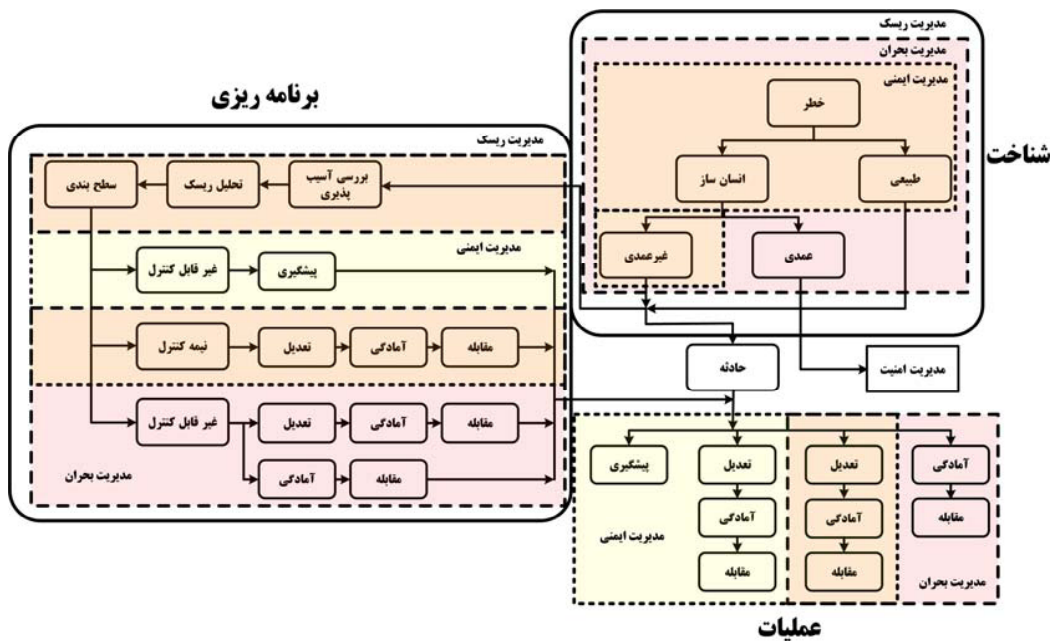 شناخت
مدیریت ریسک
مدیریت بحران
مدیریت ایمنی
خطر
طبیعی
انسان ساز
عمدی
غیرعمدی
حادثه
مدیریت امنیت
برنامه ریزی
مدیریت ریسک
بررسی آسیب
پذیری
تحلیل ریسک
سطح بندی
مدیریت ایمنی
غیر قابل کنترل
پیشگیری
نیمه کنترل
تعدیل
آمادگی
مقابله
غیر قابل کنترل
تعدیل
آمادگی
مقابله
آمادگی
مقابله
مدیریت بحران
آمادگی
مقابله
مدیریت بحران
تعدیل
آمادگی
مقابله
تعدیل
آمادگی
مقابله
پیشگیری
مدیریت ایمنی
عملیات